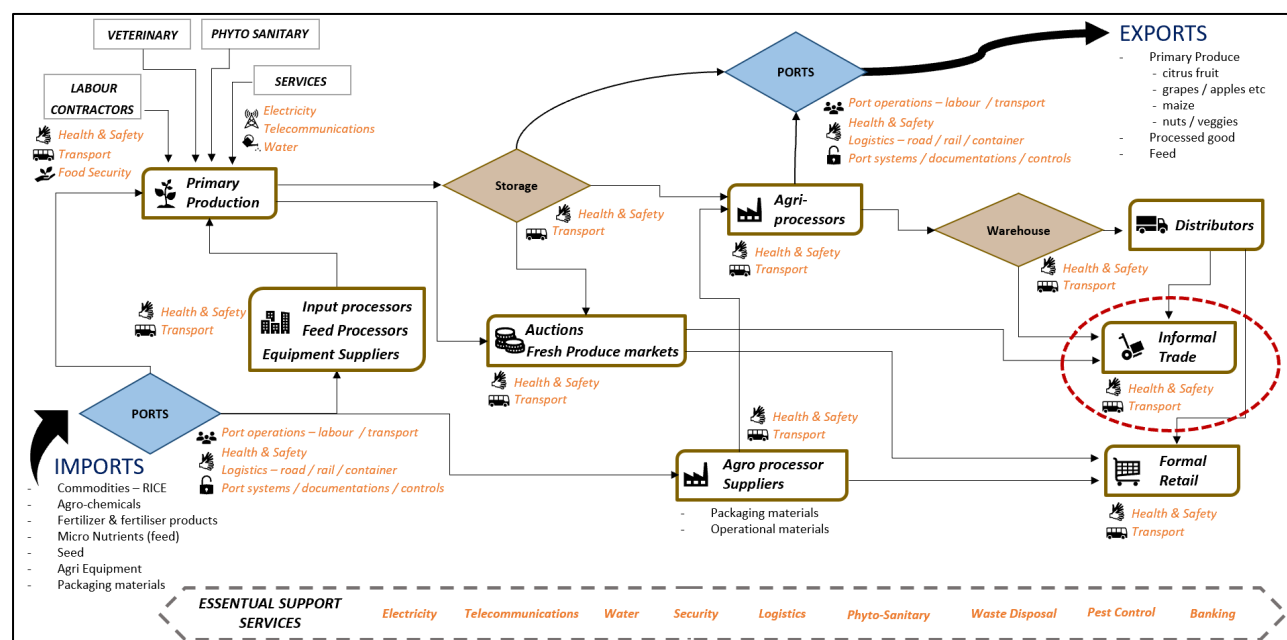 VETERINARY
PHYTO SANITARY
LABOUR
CONTRACTORS
SERVICES
Health & Safety
Transport
Food Security
Electricity
Telecommunications
Water
Primary
Production
Storage
Health & Safety
Transport
PORTS
Port operations – labour / transport
Health & Safety
Logistics – road / rail / container
Port systems / documentations / controls
EXPORTS
- Primary Produce
- citrus fruit
- grapes / apples etc
- maize
- nuts / veggies
- Processed good
- Feed
Agri-
processors
Health & Safety
Transport
Warehouse
Health & Safety
Transport
Distributors
Health & Safety
Transport
Input processors
Feed Processors
Equipment Suppliers
Auctions
Fresh Produce markets
Health & Safety
Transport
Informal
Trade
Health & Safety
Transport
PORTS
Port operations – labour / transport
Health & Safety
Logistics – road / rail / container
Port systems / documentations / controls
IMPORTS
- Commodities – RICE
- Agro-chemicals
- Fertilizer & fertiliser products
- Micro Nutrients (feed)
- Seed
- Agri Equipment
- Packaging materials
Health & Safety
Transport
Agro processor
Suppliers
- Packaging materials
- Operational materials
Formal
Retail
Health & Safety
Transport
ESSENTUAL SUPPORT
SERVICES
Electricity
Telecommunications
Water
Security
Logistics
Phyto-Sanitary
Waste Disposal
Pest Control
Banking